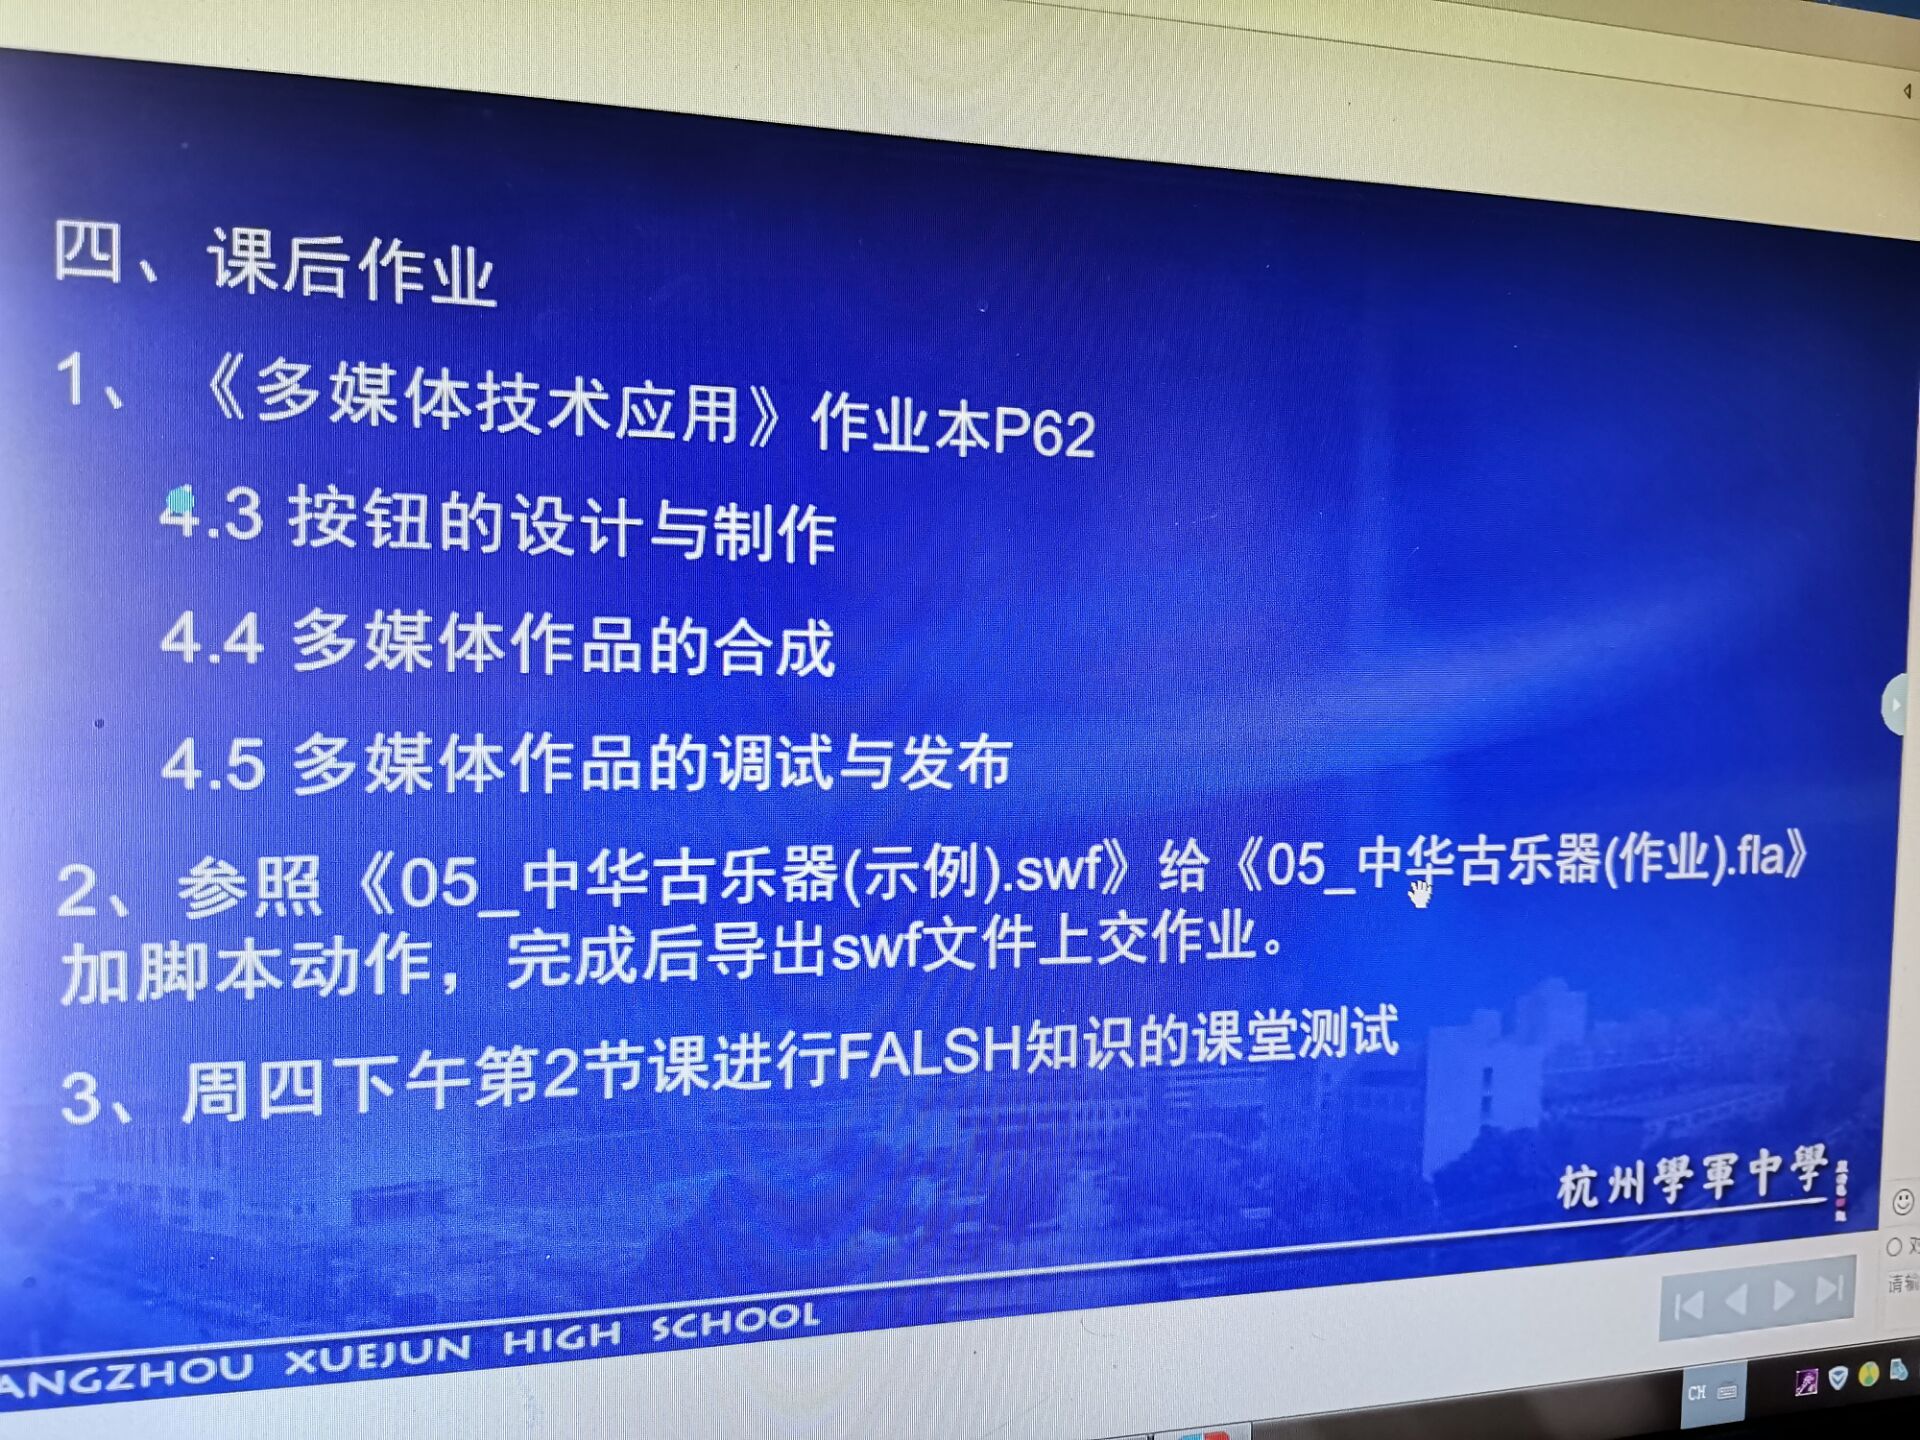 四、课后作业
1、《多媒体技术应用》作业本P62
4.3 按钮的设计与制作
4.4 多媒体作品的合成
4.5 多媒体作品的调试与发布
2、参照《05_中华古乐器(示例).swf》给《05_中华古乐器(作业).fla》
加脚本动作，完成后导出swf文件上交作业。
3、周四下午第2节课进行FALSH知识的课堂测试
杭州學軍中學
ANGZHOU XUEJUN HIGH SCHOOL
请输
CH